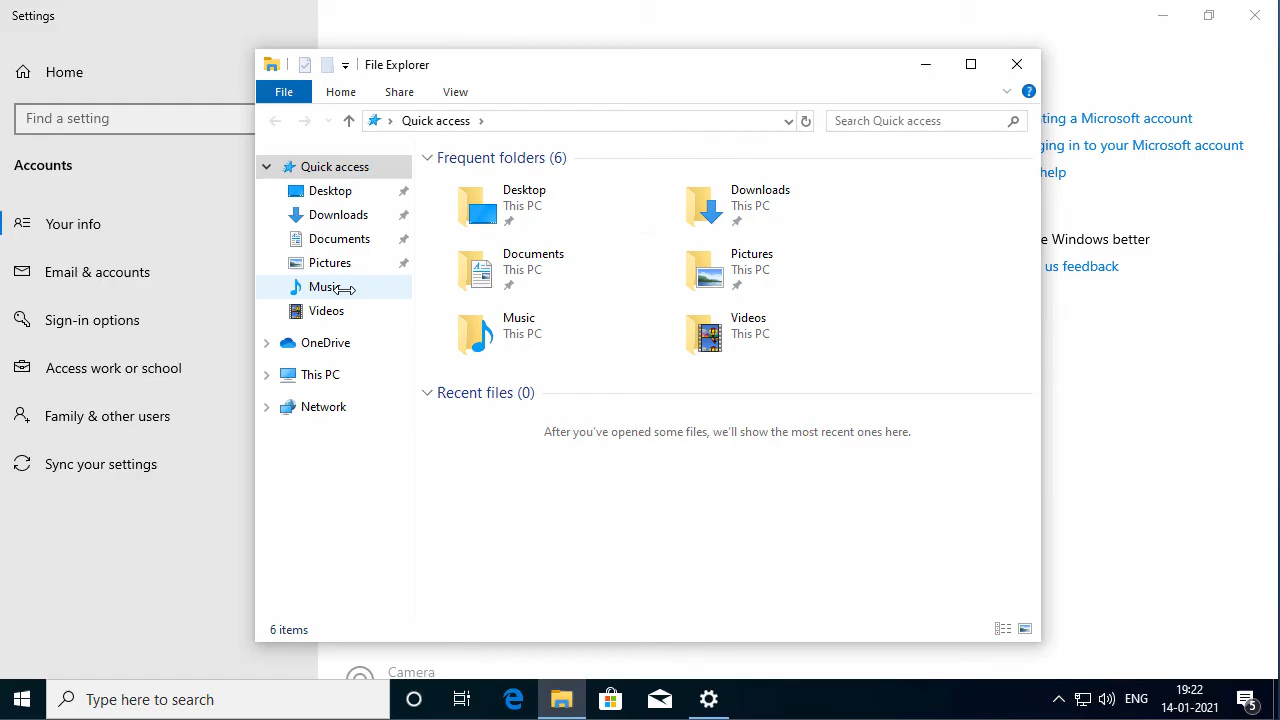 Settings
Home
Find a setting
Accounts
Your info
Email & accounts
Sign-in options
Access work or school
Family & other users
Sync your settings
File Explorer
File
Home
Share
View
Quick access
Search Quick access
Quick access
Desktop
Downloads
Documents
Pictures
Music
Videos
OneDrive
This PC
Network
Frequent folders (6)
Desktop
This PC
Downloads
This PC
Documents
This PC
Pictures
This PC
Music
This PC
Videos
This PC
Recent files (0)
After you've opened some files, we'll show the most recent ones here.
6 items
a Microsoft account
in to your Microsoft account
help
Windows better
us feedback
Camera
Type here to search
ENG
19:22
14-01-2021
5